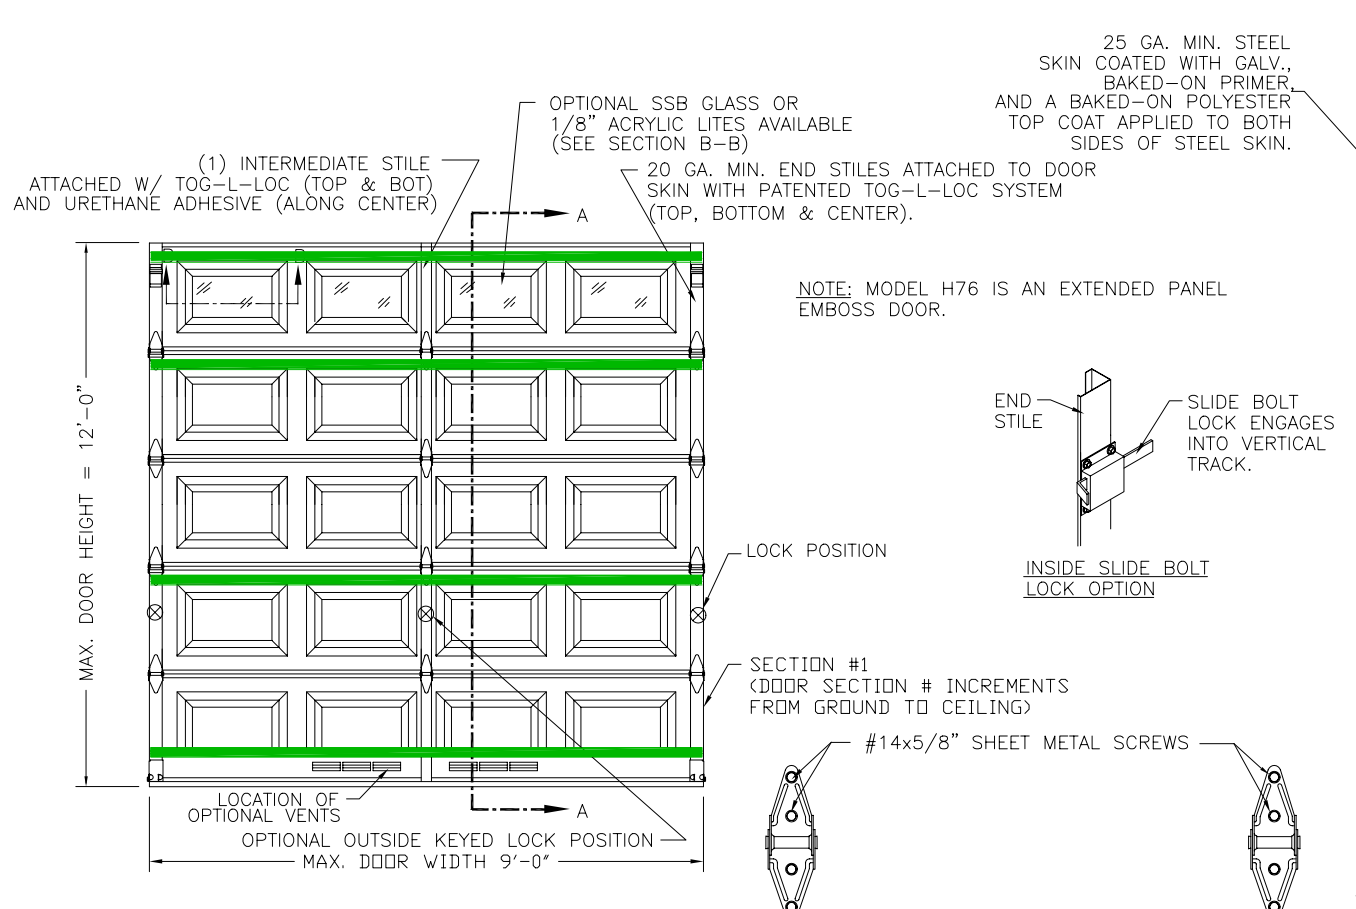 25 GA. MIN. STEEL
SKIN COATED WITH GALV.,
BAKED-ON PRIMER,
AND A BAKED-ON POLYESTER
TOP COAT APPLIED TO BOTH
SIDES OF STEEL SKIN.
OPTIONAL SSB GLASS OR
1/8" ACRYLIC LITES AVAILABLE
(SEE SECTION B-B)
(1) INTERMEDIATE STILE
ATTACHED W/ TOG-L-LOC (TOP & BOT)
AND URETHANE ADHESIVE (ALONG CENTER)
20 GA. MIN. END STILES ATTACHED TO DOOR
SKIN WITH PATENTED TOG-L-LOC SYSTEM
(TOP, BOTTOM & CENTER).
A
NOTE: MODEL H76 IS AN EXTENDED PANEL
EMBOSS DOOR.
MAX. DOOR HEIGHT = 12'-0"
END
STILE
SLIDE BOLT
LOCK ENGAGES
INTO VERTICAL
TRACK.
INSIDE SLIDE BOLT
LOCK OPTION
LOCK POSITION
SECTION #1
(DOOR SECTION # INCREMENTS
FROM GROUND TO CEILING)
#14x5/8" SHEET METAL SCREWS
LOCATION OF
OPTIONAL VENTS
A
OPTIONAL OUTSIDE KEYED LOCK POSITION
MAX. DOOR WIDTH 9'-0"